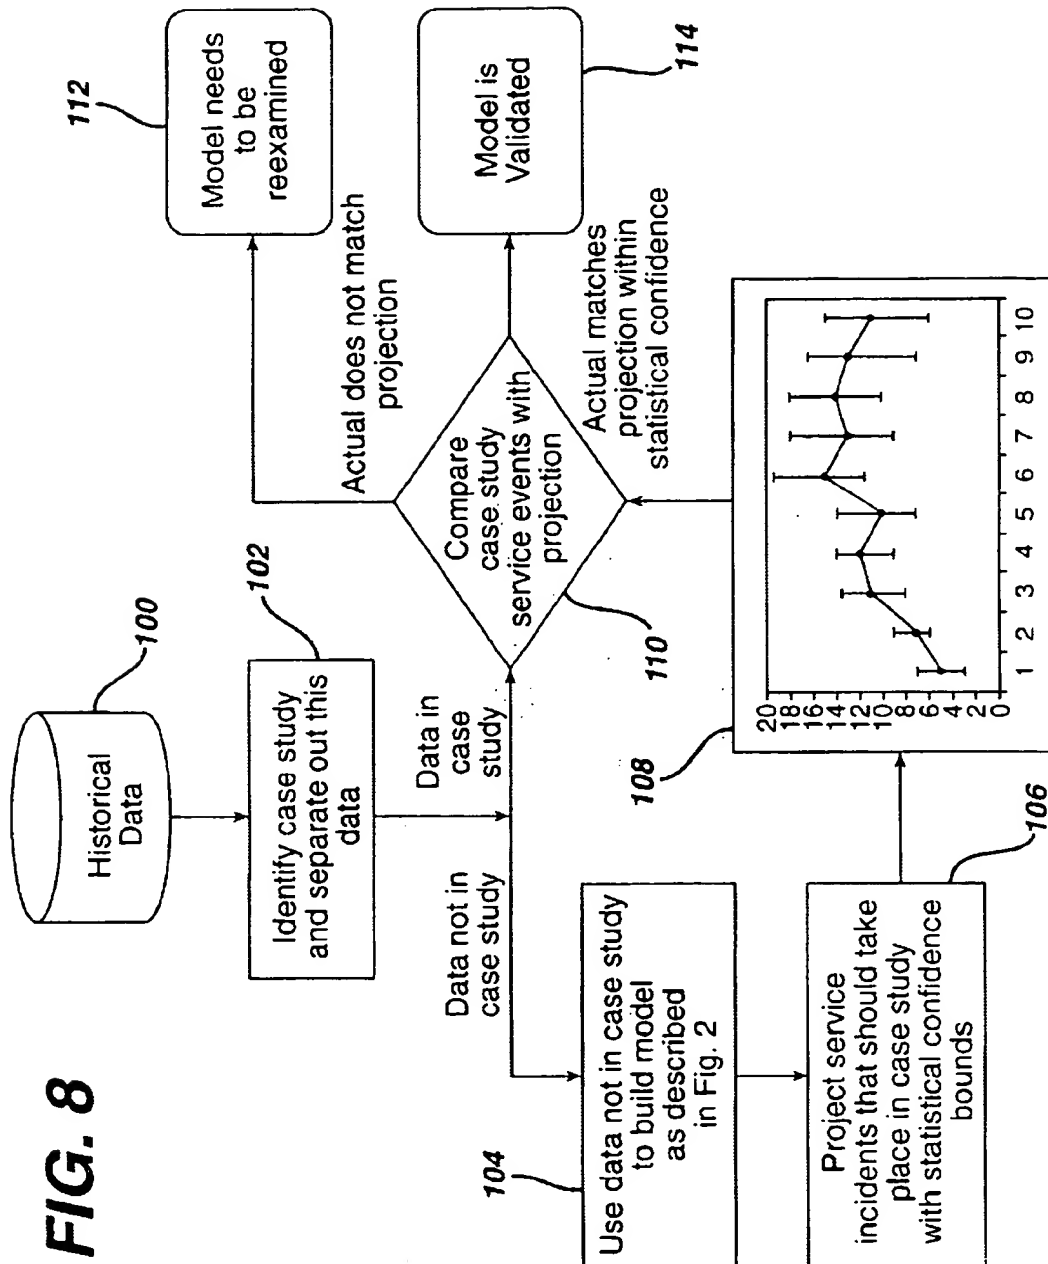 FIG. 8
Historical
Data
100
Identify case study
and separate out this
data
102
Data not in
case study
Data in
case
study
Use data not in case study
to build model
as described
in Fig. 2
104
Project service
incidents that should take
place in case study
with statistical confidence
bounds
106
108
20
18
16
14
12
10
8
6
4
2
0
1 2 3 4 5 6 7 8 9 10
Compare
case study
service events with
projection
110
Actual does not match
projection
Actual matches
projection within
statistical confidence
Model needs
to be
reexamined
112
Model is
Validated
114